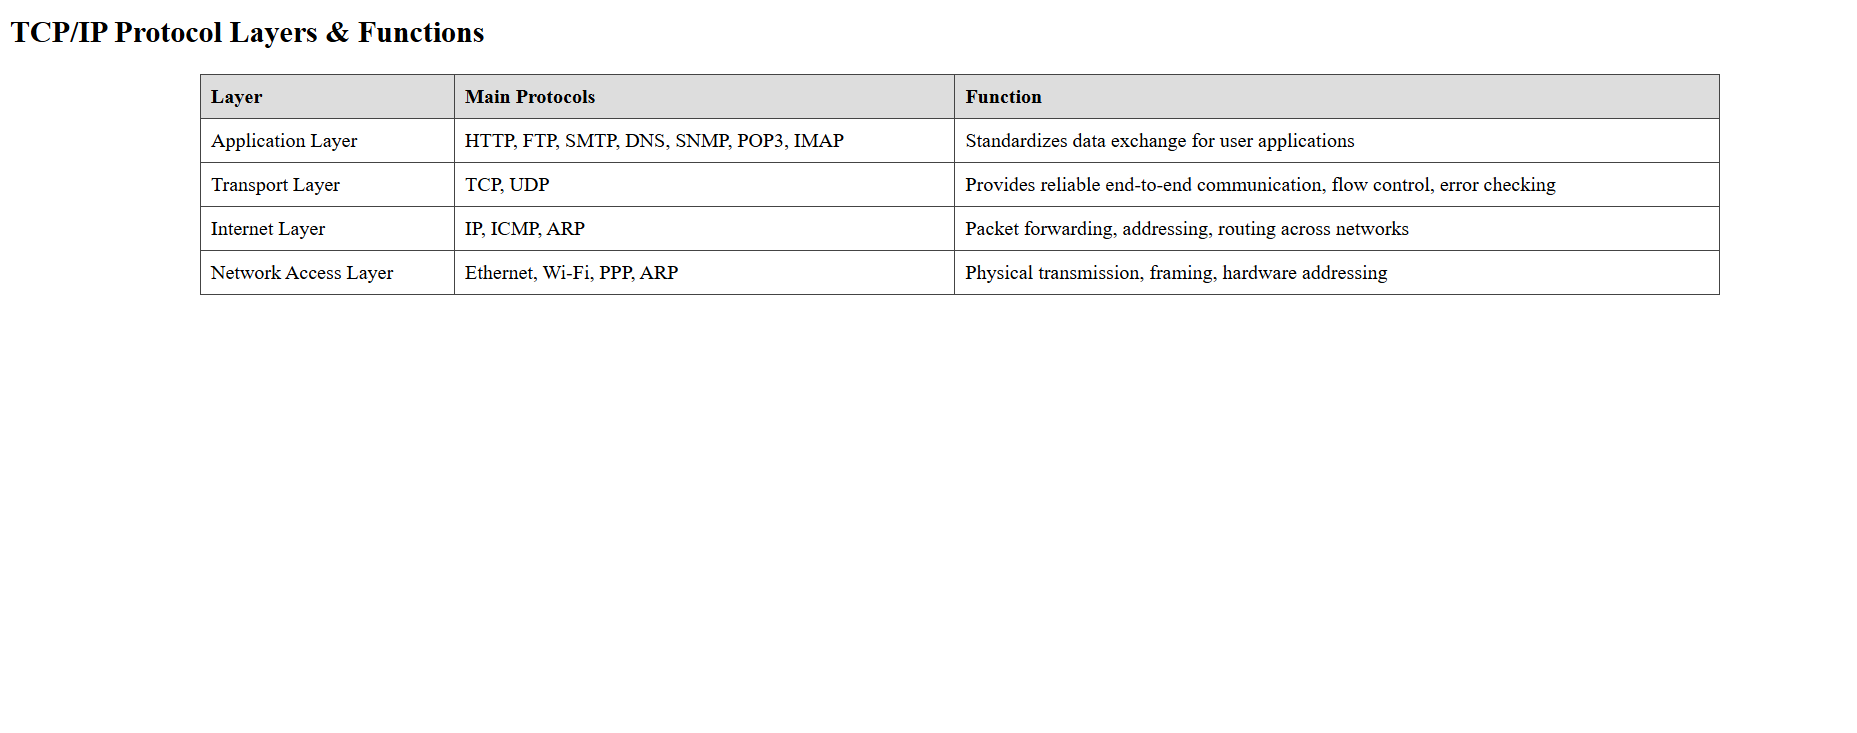 TCP/IP Protocol Layers & Functions
Layer Main Protocols Function
Application Layer HTTP, FTP, SMTP, DNS, SNMP, POP3, IMAP Standardizes data exchange for user applications
Transport Layer TCP, UDP Provides reliable end-to-end communication, flow control, error checking
Internet Layer IP, ICMP, ARP Packet forwarding, addressing, routing across networks
Network Access Layer Ethernet, Wi-Fi, PPP, ARP Physical transmission, framing, hardware addressing